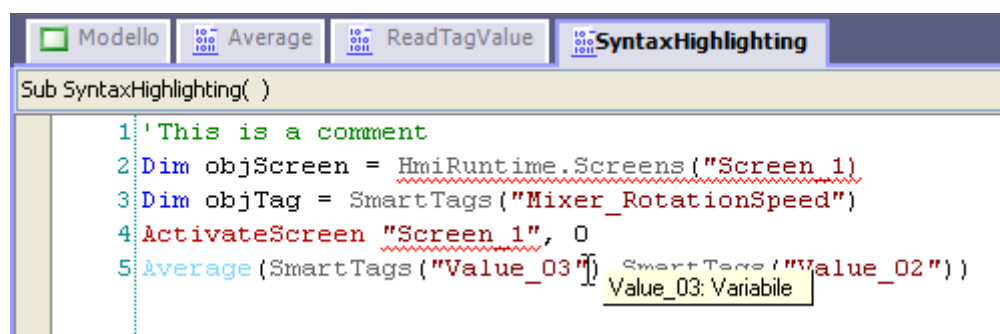 Modello Average ReadTagValue SyntaxHighlighting
Sub SyntaxHighlighting( )
1 'This is a comment
2 Dim objScreen = HmiRuntime.Screens("Screen_1)
3 Dim objTag = SmartTags("Mixer_RotationSpeed")
4 ActivateScreen "Screen_1", 0
5 Average(SmartTags("Value_03") SmartTags("Value_02"))
Value_03: Variabile